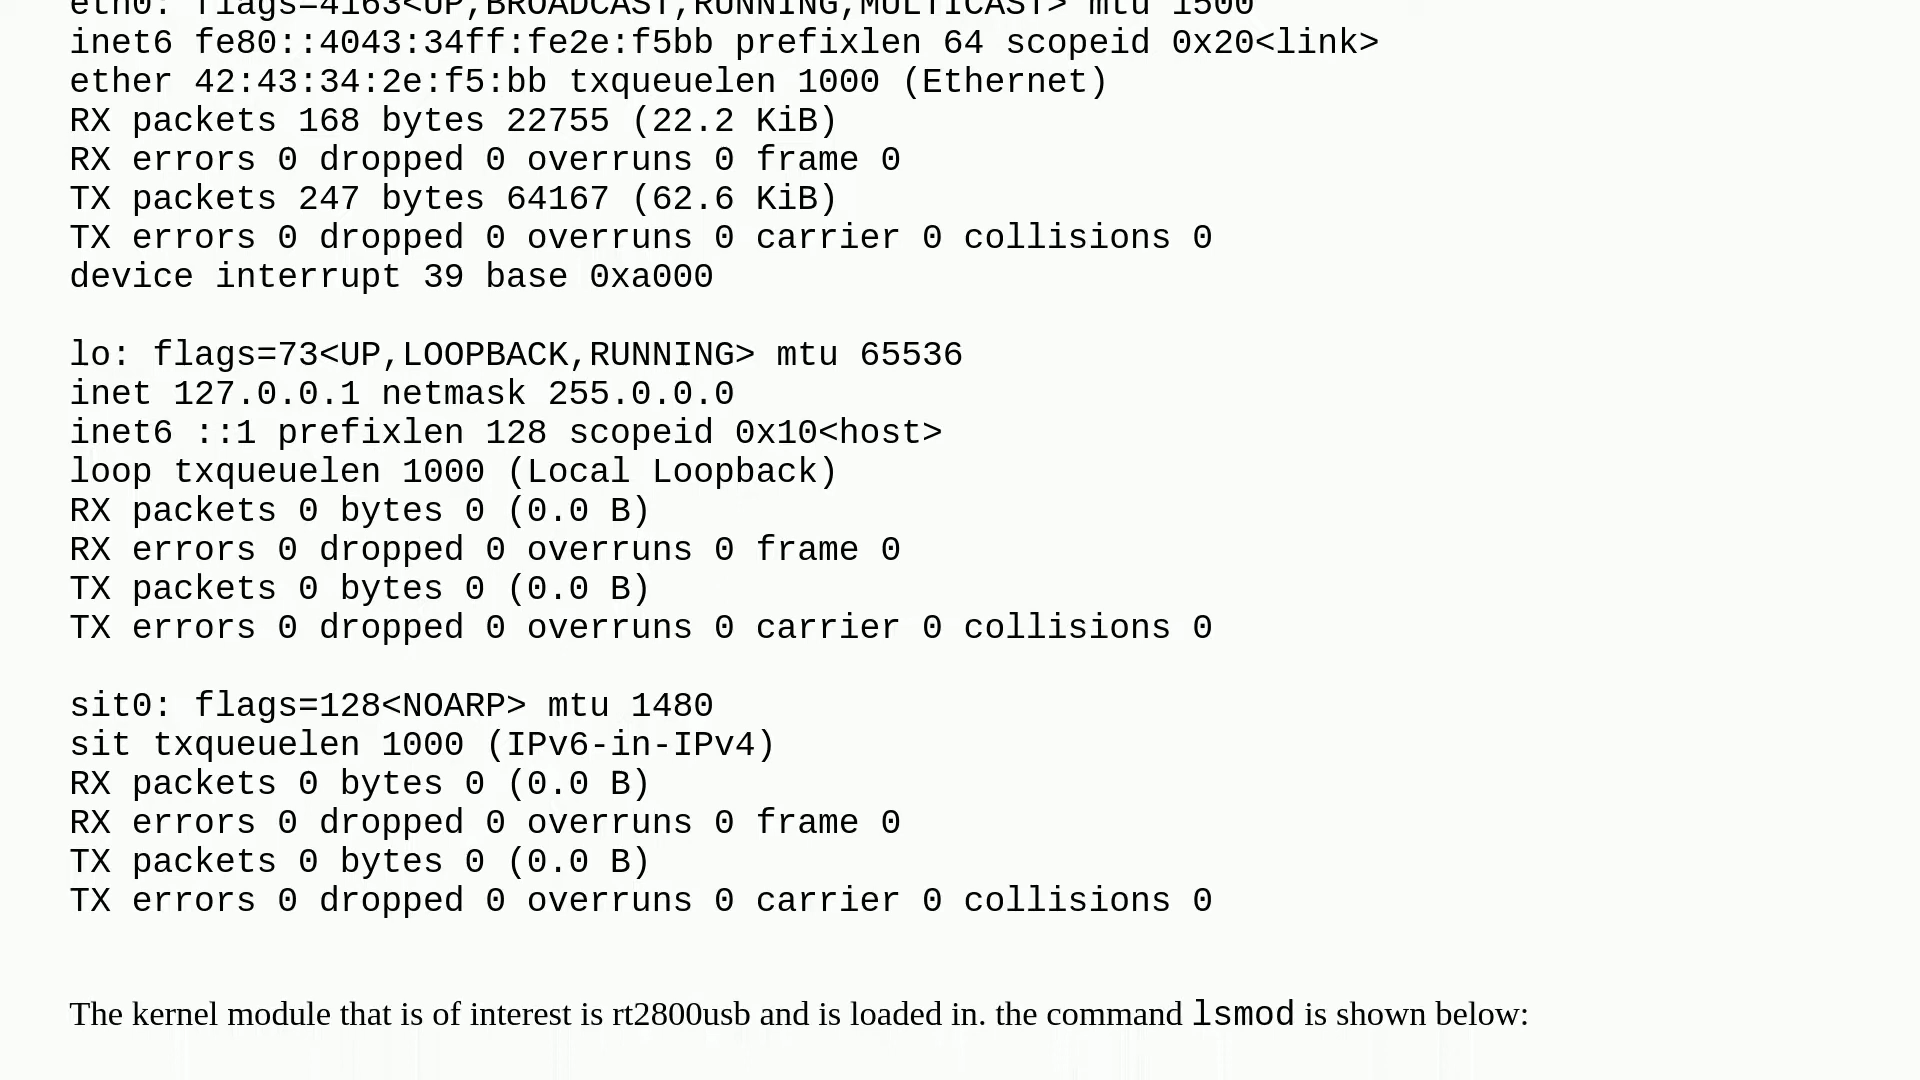 eth0: flags=4163<UP,BROADCAST,RUNNING,MULTICAST> mtu 1500
inet6 fe80::4043:34ff:fe2e:f5bb prefixlen 64 scopeid 0x20<link>
ether 42:43:34:2e:f5:bb txqueuelen 1000 (Ethernet)
RX packets 168 bytes 22755 (22.2 KiB)
RX errors 0 dropped 0 overruns 0 frame 0
TX packets 247 bytes 64167 (62.6 KiB)
TX errors 0 dropped 0 overruns 0 carrier 0 collisions 0
device interrupt 39 base 0xa000
lo: flags=73<UP,LOOPBACK,RUNNING> mtu 65536
inet 127.0.0.1 netmask 255.0.0.0
inet6 ::1 prefixlen 128 scopeid 0x10<host>
loop txqueuelen 1000 (Local Loopback)
RX packets 0 bytes 0 (0.0 B)
RX errors 0 dropped 0 overruns 0 frame 0
TX packets 0 bytes 0 (0.0 B)
TX errors 0 dropped 0 overruns 0 carrier 0 collisions 0
sit0: flags=128<NOARP> mtu 1480
sit txqueuelen 1000 (IPv6-in-IPv4)
RX packets 0 bytes 0 (0.0 B)
RX errors 0 dropped 0 overruns 0 frame 0
TX packets 0 bytes 0 (0.0 B)
TX errors 0 dropped 0 overruns 0 carrier 0 collisions 0
The kernel module that is of interest is rt2800usb and is loaded in. the command lsmod is shown below: